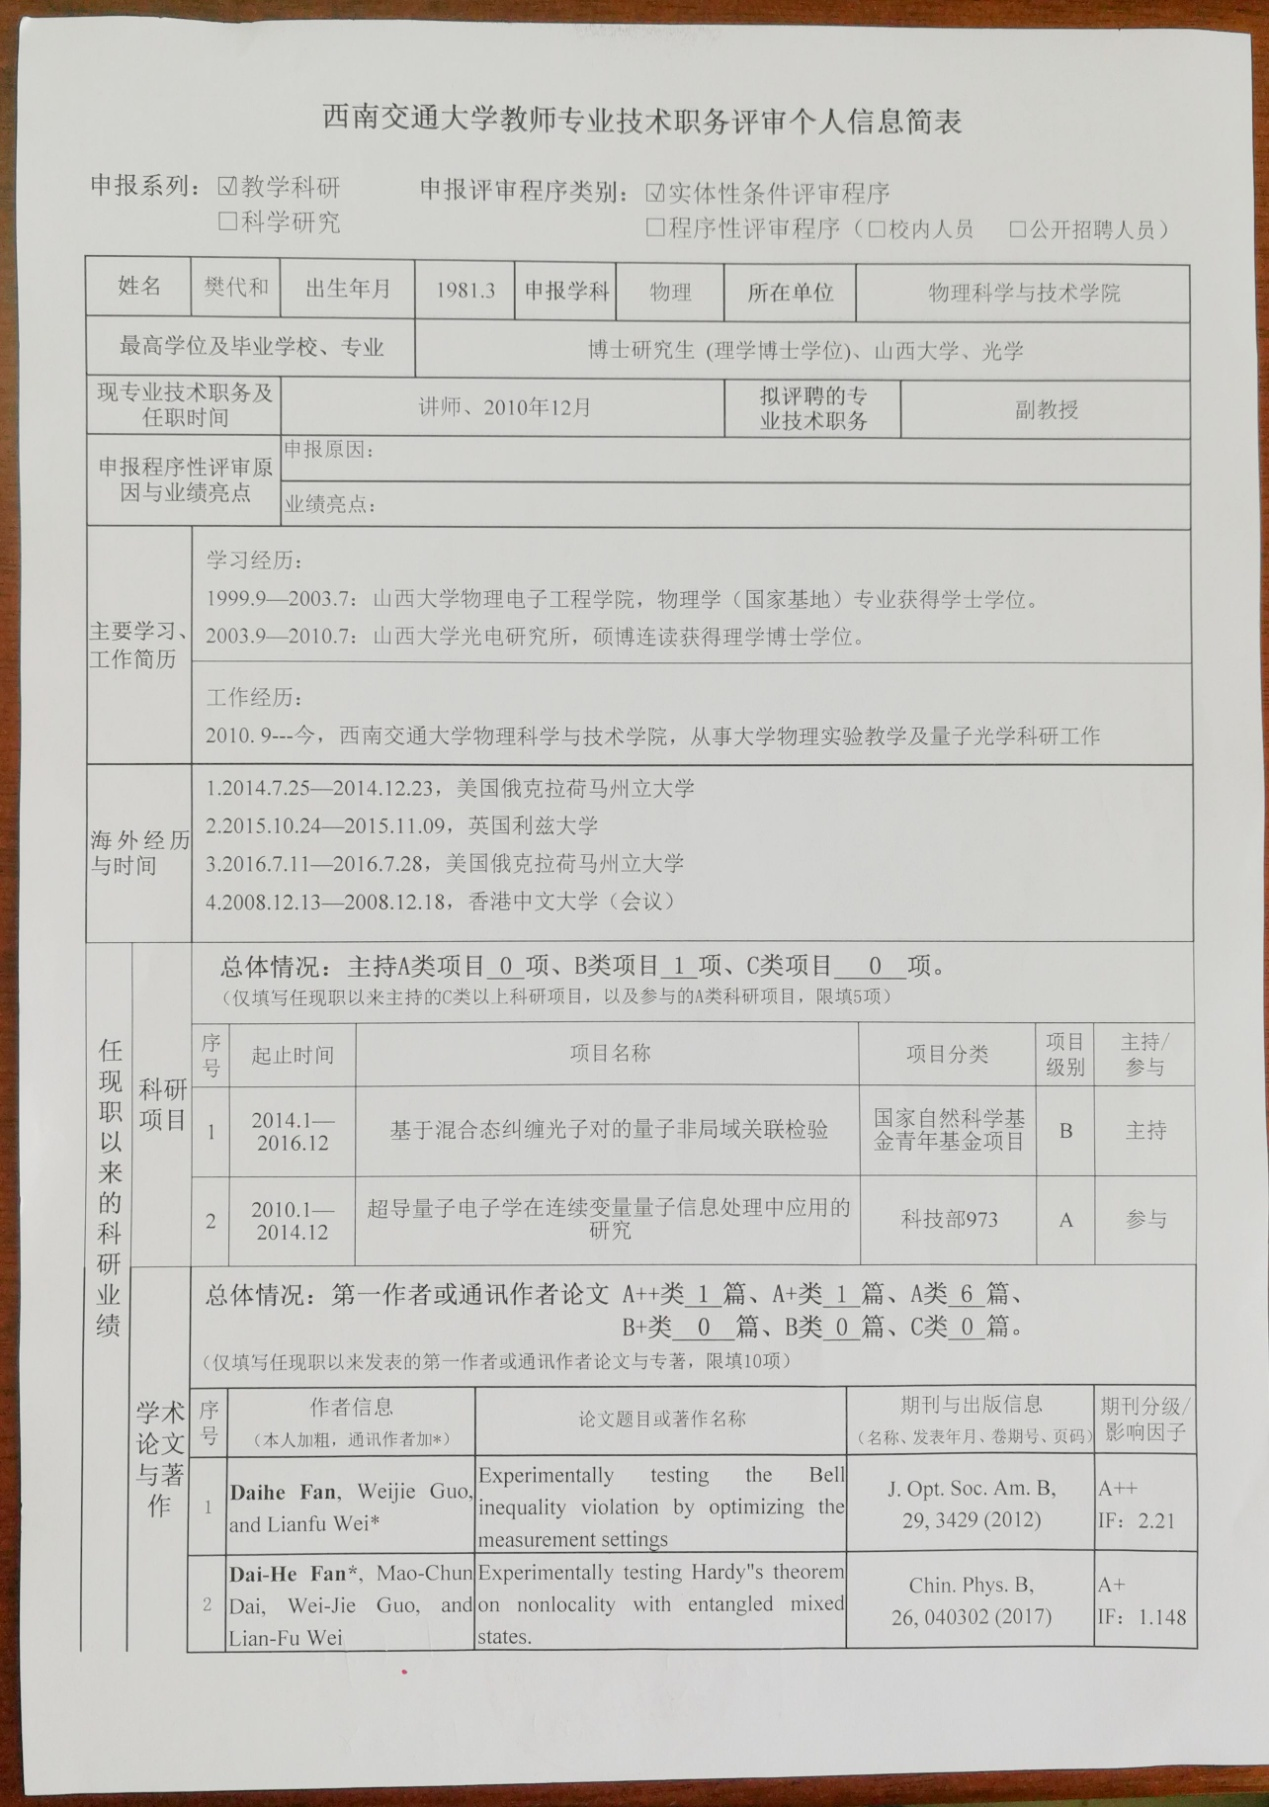 西南交通大学教师专业技术职务评审个人信息简表
申报系列：☑教学科研 申报评审程序类别：☑实体性条件评审程序
□科学研究 □程序性评审程序（□校内人员 □公开招聘人员）
姓名 樊代和 出生年月 1981.3 申报学科 物理 所在单位 物理科学与技术学院
最高学位及毕业学校、专业 博士研究生 (理学博士学位)、山西大学、光学
现专业技术职务及
任职时间
讲师、2010年12月
拟评聘的专
业技术职务
副教授
申报程序性评审原
因与业绩亮点
申报原因：
业绩亮点：
主要学习、
工作简历
学习经历：
1999.9—2003.7：山西大学物理电子工程学院，物理学（国家基地）专业获得学士学位。
2003.9—2010.7：山西大学光电研究所，硕博连读获得理学博士学位。
工作经历：
2010. 9---今，西南交通大学物理科学与技术学院，从事大学物理实验教学及量子光学科研工作
海外经历
与时间
1.2014.7.25—2014.12.23，美国俄克拉荷马州立大学
2.2015.10.24—2015.11.09，英国利兹大学
3.2016.7.11—2016.7.28，美国俄克拉荷马州立大学
4.2008.12.13—2008.12.18，香港中文大学（会议）
任现职以来的科研业绩
科研
项目
总体情况：主持A类项目 0 项、B类项目 1 项、C类项目 0 项。
（仅填写任现职以来主持的C类以上科研项目，以及参与的A类科研项目，限填5项）
序
号
起止时间
项目名称
项目分类
项目
级别
主持/
参与
1
2014.1—
2016.12
基于混合态纠缠光子对的量子非局域关联检验
国家自然科学基
金青年基金项目
B
主持
2
2010.1—
2014.12
超导量子电子学在连续变量量子信息处理中应用的
研究
科技部973
A
参与
学术
论文
与著
作
总体情况：第一作者或通讯作者论文 A++类 1 篇、A+类 1 篇、A类 6 篇、
B+类 0 篇、B类 0 篇、C类 0 篇。
（仅填写任现职以来发表的第一作者或通讯作者论文与专著，限填10项）
序
号
作者信息
（本人加粗，通讯作者加*）
论文题目或著作名称
期刊与出版信息
（名称、发表年月、卷期号、页码）
期刊分级/
影响因子
1
Daihe Fan, Weijie Guo,
and Lianfu Wei*
Experimentally testing the Bell
inequality violation by optimizing the
measurement settings
J. Opt. Soc. Am. B,
29, 3429 (2012)
A++
IF：2.21
2
Dai-He Fan*, Mao-Chun
Dai, Wei-Jie Guo, and
Lian-Fu Wei
Experimentally testing Hardy"s theorem
on nonlocality with entangled mixed
states.
Chin. Phys. B,
26, 040302 (2017)
A+
IF：1.148